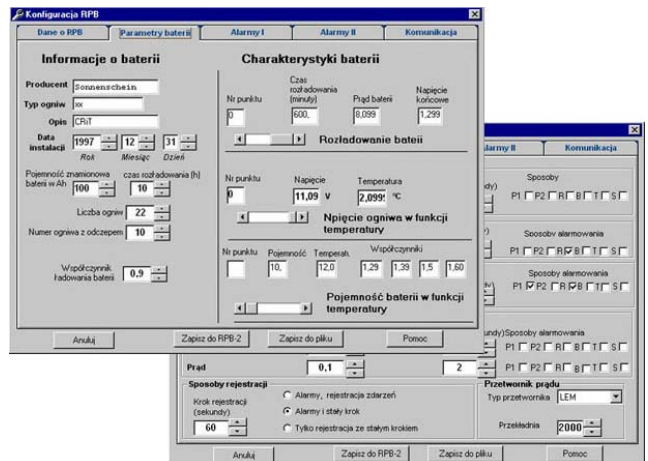 Konfiguracja RPB
Dane o RPB Parametry baterii Alarmy I Alarmy II Komunikacja
Informacje o baterii
Producent Sonnenschein
Typ ogniw xx
Opis CRiT
Data instalacji 1997 12 31
Rok Miesiąc Dzień
Pojemność znamionowa baterii w Ah 100 czas rozładowania (h) 10
Liczba ogniw 22
Numer ogniwa z odczepem 10
Współczynnik ładowania baterii 0,9
Charakterystyki baterii
Nr punktu Czas rozładowania (minuty) Prąd baterii Napięcie końcowe
0 600, 8,099 1,299
Rozładowanie bateii
Nr punktu Napięcie Temperatura
0 11,09 V 2,099 ºC
Npięcie ogniwa w funkcji temperatury
Nr punktu Pojemność Temperat. Współczynniki
10, 12,0 1,29 1,39 1,5 1,60
Pojemność baterii w funkcji temperatury
Anuluj Zapisz do RPB-2 Zapisz do pliku Pomoc
larmy II Komunikacja
Sposoby
P1 P2 R B T S
Sposoby alarmowania
P1 P2 R B T S
Sposoby alarmowania
P1 P2 R B T S
undy) Sposoby alarmowania
P1 P2 R B T S
Prąd 0,1 2 P1 P2 R B T S
Sposoby rejestracji
Krok rejestracji (sekundy)
60
Alarmy, rejestracja zdarzeń
Alarmy i stały krok
Tylko rejestracja ze stałym krokiem
Przetwornik prądu
Typ przetwornika LEM
Przekładnia 2000
Anuluj Zapisz do RPB-2 Zapisz do pliku Pomoc